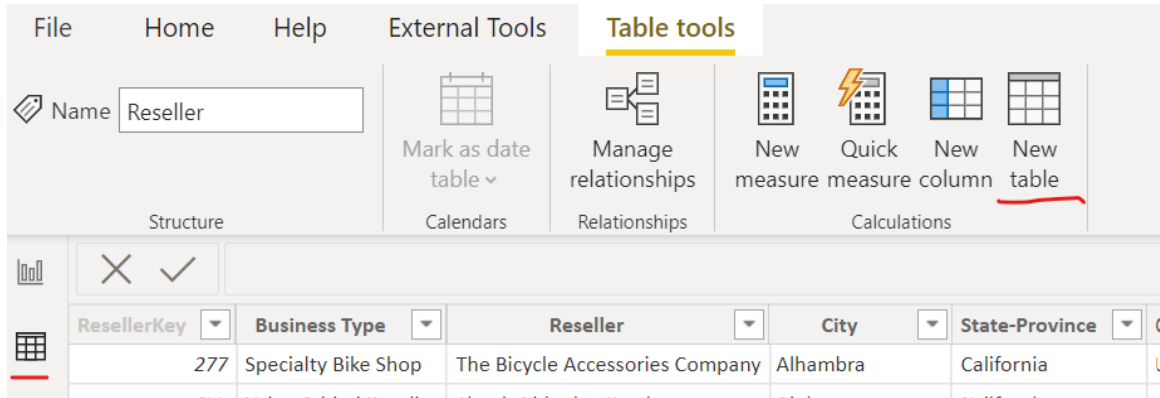 File Home Help External Tools Table tools
Name Reseller
Mark as date table
Manage relationships
New measure
Quick measure
New column
New table
Structure Calendars Relationships Calculations
ResellerKey Business Type Reseller City State-Province
277 Specialty Bike Shop The Bicycle Accessories Company Alhambra California